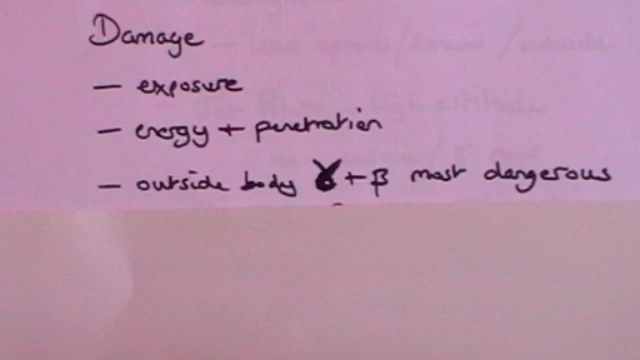 Damage
– exposure
– energy + penetration
– outside body γ + β most dangerous